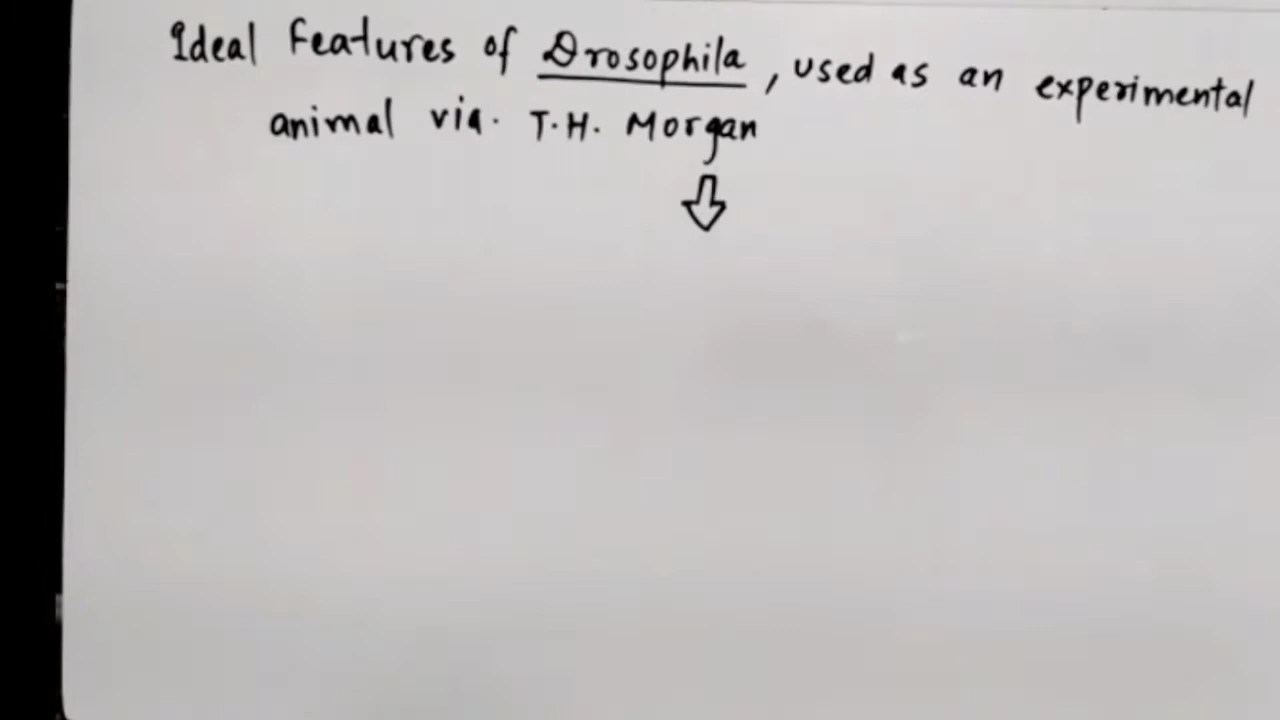 Ideal Features of Drosophila, used as an experimental
animal via. T.H. Morgan